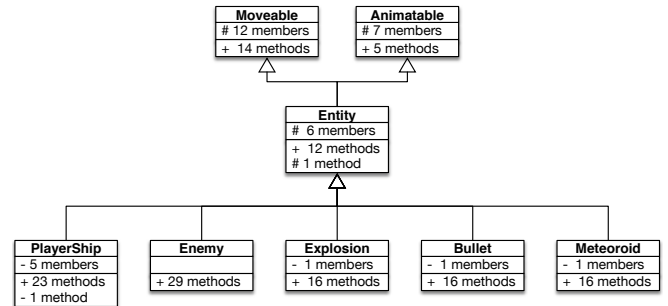 Moveable
# 12 members
+ 14 methods
Animatable
# 7 members
+ 5 methods
Entity
# 6 members
+ 12 methods
# 1 method
PlayerShip
- 5 members
+ 23 methods
- 1 method
Enemy
+ 29 methods
Explosion
- 1 members
+ 16 methods
Bullet
- 1 members
+ 16 methods
Meteoroid
- 1 members
+ 16 methods